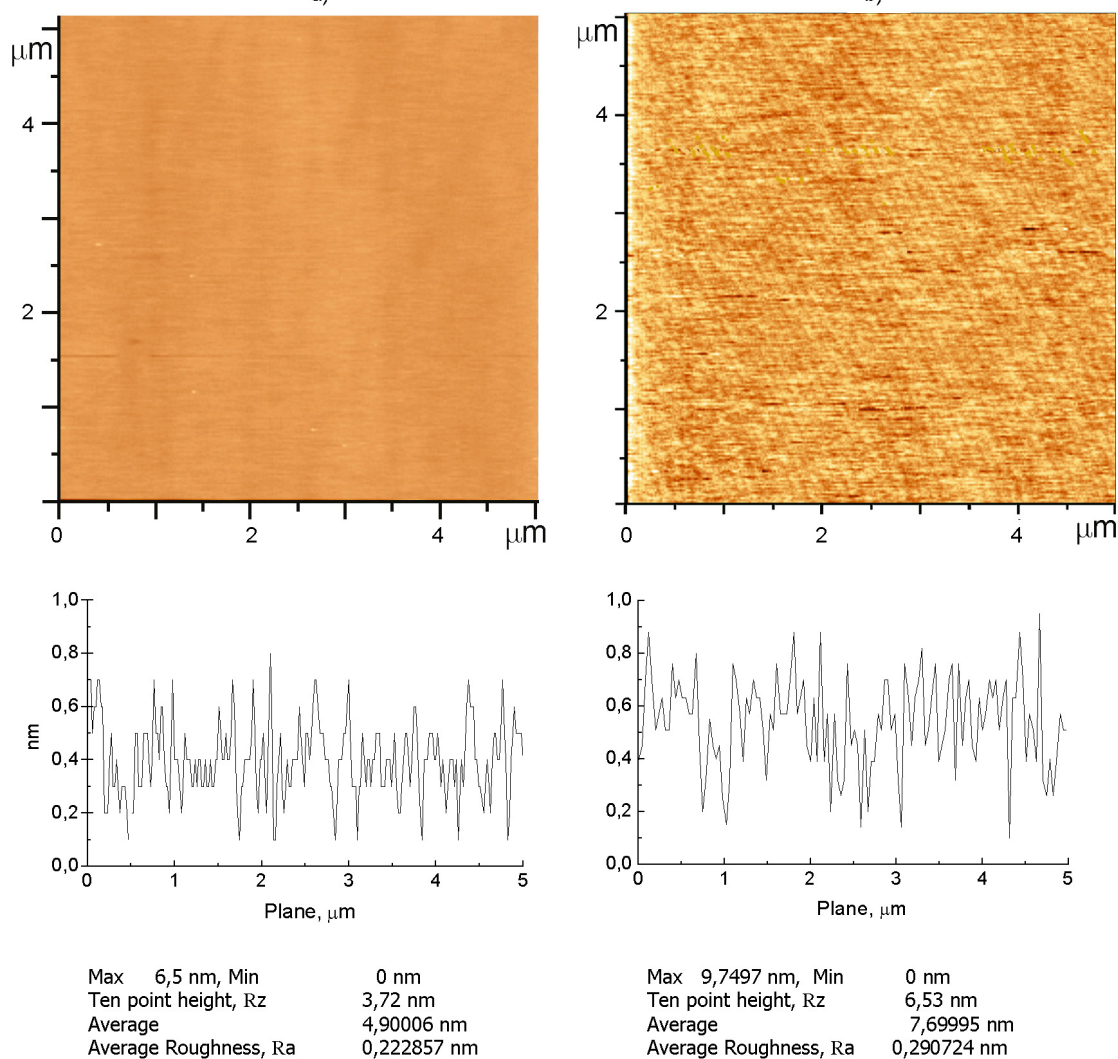 a) b)
μm μm
4 4
2 2
0 2 4 μm 0 2 4 μm
1,0 1,0
0,8 0,8
0,6 0,6
nm
0,4 0,4
0,2 0,2
0,0 0,0
0 1 2 3 4 5 0 1 2 3 4 5
Plane, μm Plane, μm
Max 6,5 nm, Min 0 nm Max 9,7497 nm, Min 0 nm
Ten point height, Rz 3,72 nm Ten point height, Rz 6,53 nm
Average 4,90006 nm Average 7,69995 nm
Average Roughness, Ra 0,222857 nm Average Roughness, Ra 0,290724 nm